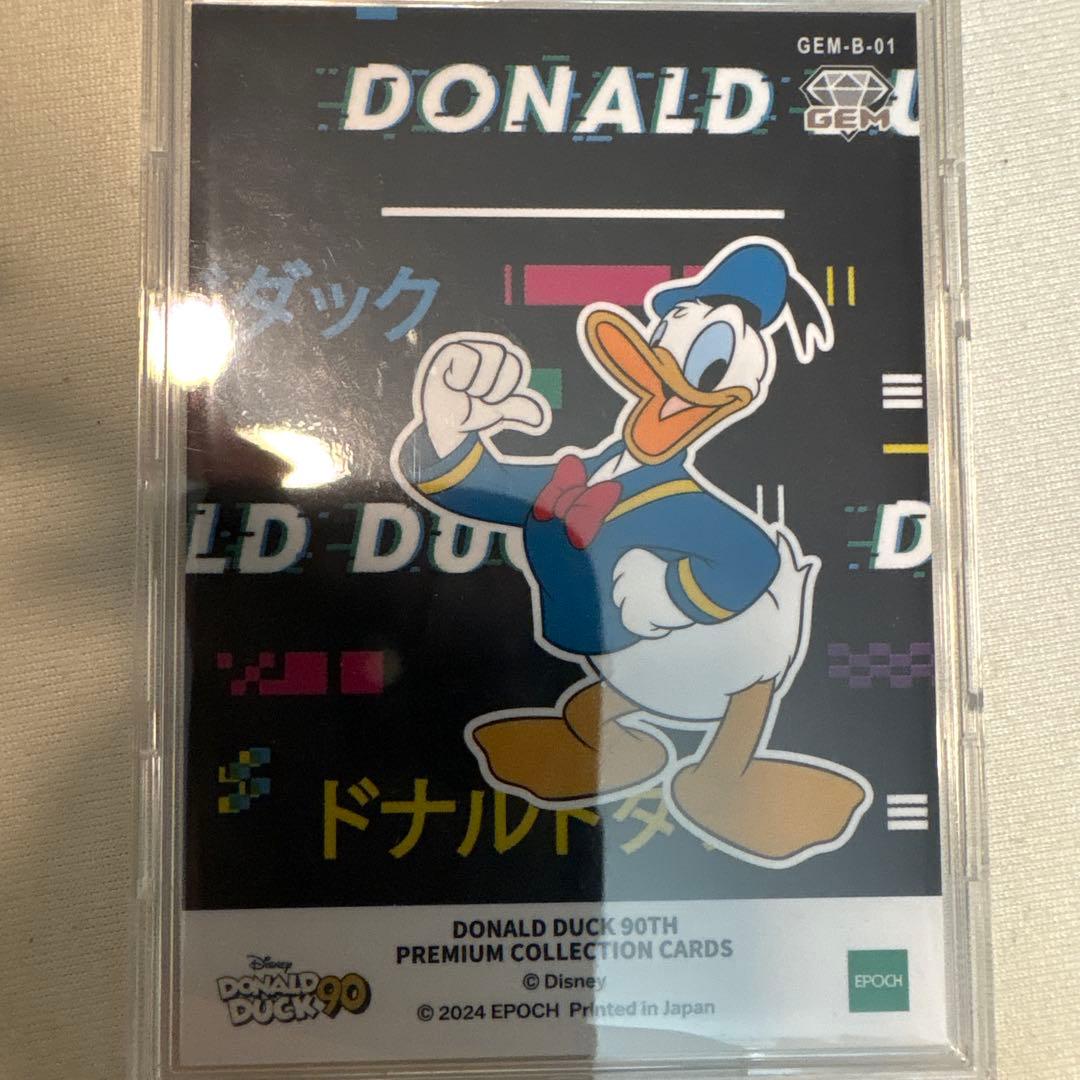 GEM-B-01
DONALD DU
GEM
ダック
LD DUC
D
ドナルドダ
DONALD DUCK 90TH
PREMIUM COLLECTION CARDS
© Disney
© 2024 EPOCH Printed in Japan
Disney
DONALD
DUCK 90
EPOCH